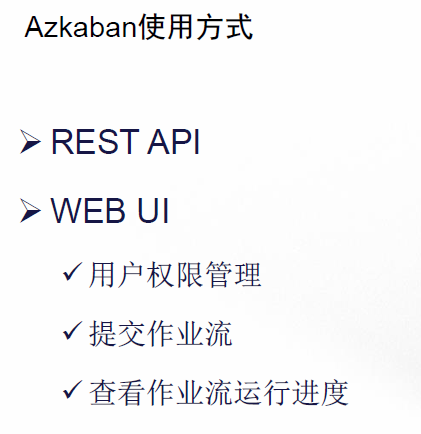 Azkaban使用方式
➢ REST API
➢ WEB UI
✓ 用户权限管理
✓ 提交作业流
✓ 查看作业流运行进度